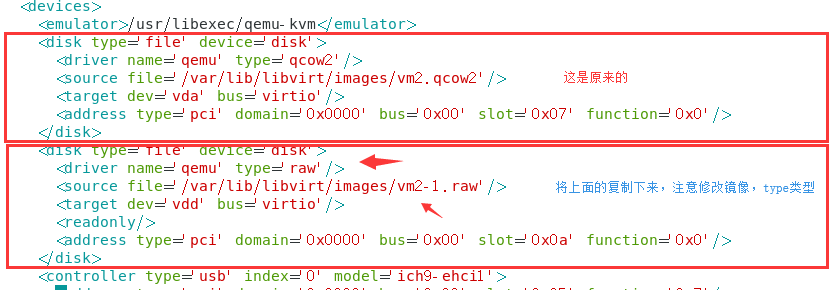 <devices>
<emulator>/usr/libexec/qemu-kvm</emulator>
<disk type='file' device='disk'>
<driver name='qemu' type='qcow2'/>
<source file='/var/lib/libvirt/images/vm2.qcow2'/> 这是原来的
<target dev='vda' bus='virtio'/>
<address type='pci' domain='0x0000' bus='0x00' slot='0x07' function='0x0'/>
</disk>
<disk type='file' device='disk'>
<driver name='qemu' type='raw'/>
<source file='/var/lib/libvirt/images/vm2-1.raw'/> 将上面的复制下来，注意修改镜像，type类型
<target dev='vdd' bus='virtio'/>
<readonly/>
<address type='pci' domain='0x0000' bus='0x00' slot='0x0a' function='0x0'/>
</disk>
<controller type='usb' index='0' model='ich9-ehci1'>